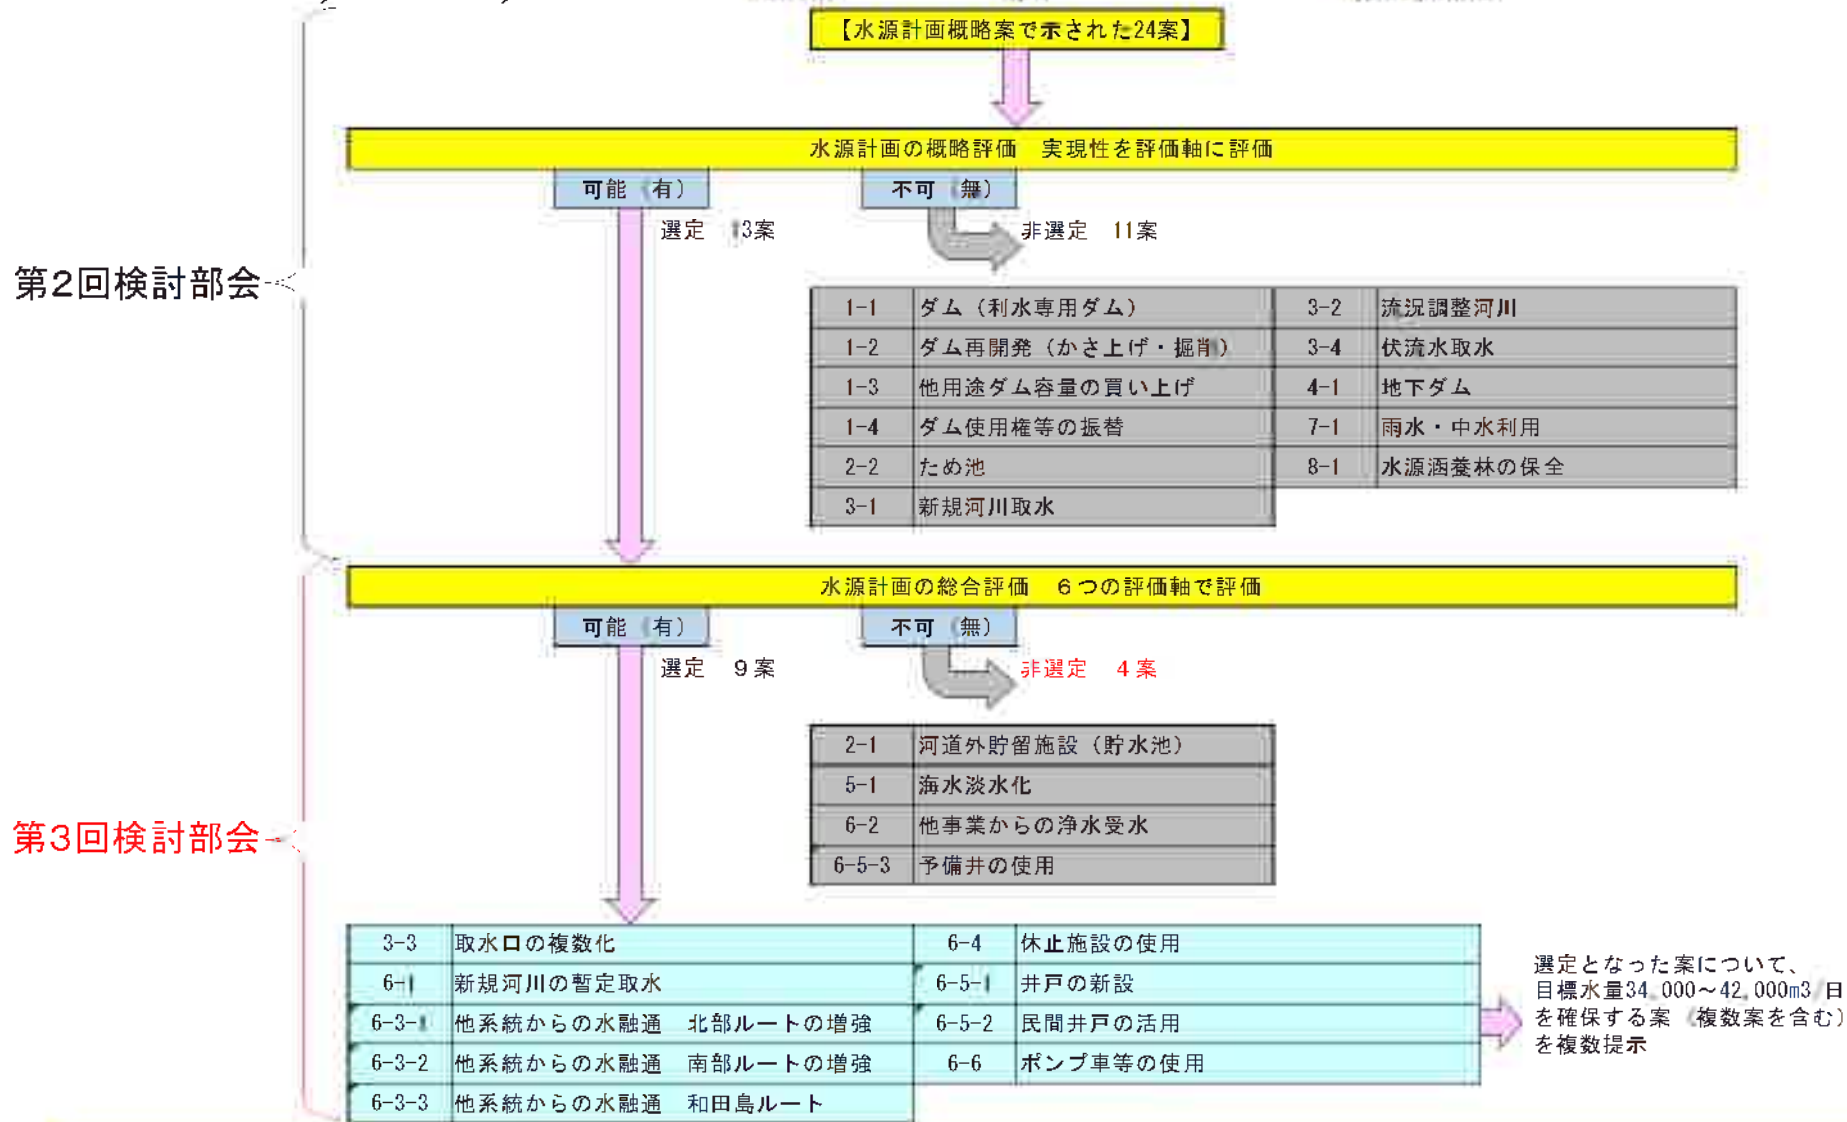 【水源計画概略案で示された24案】
水源計画の概略評価　実現性を評価軸に評価
可能（有）
不可（無）
選定　13案
非選定　11案
第2回検討部会
1-1 ダム（利水専用ダム）
3-2 流況調整河川
1-2 ダム再開発（かさ上げ・掘削）
3-4 伏流水取水
1-3 他用途ダム容量の買い上げ
4-1 地下ダム
1-4 ダム使用権等の振替
7-1 雨水・中水利用
2-2 ため池
8-1 水源涵養林の保全
3-1 新規河川取水
水源計画の総合評価　６つの評価軸で評価
可能（有）
不可（無）
選定　９案
非選定　４案
第3回検討部会
2-1 河道外貯留施設（貯水池）
5-1 海水淡水化
6-2 他事業からの浄水受水
6-5-3 予備井の使用
3-3 取水口の複数化
6-4 休止施設の使用
6-1 新規河川の暫定取水
6-5-1 井戸の新設
6-3-1 他系統からの水融通　北部ルートの増強
6-5-2 民間井戸の活用
6-3-2 他系統からの水融通　南部ルートの増強
6-6 ポンプ車等の使用
6-3-3 他系統からの水融通　和田島ルート
選定となった案について、
目標水量34,000～42,000m3/日
を確保する案（複数案を含む）
を複数提示